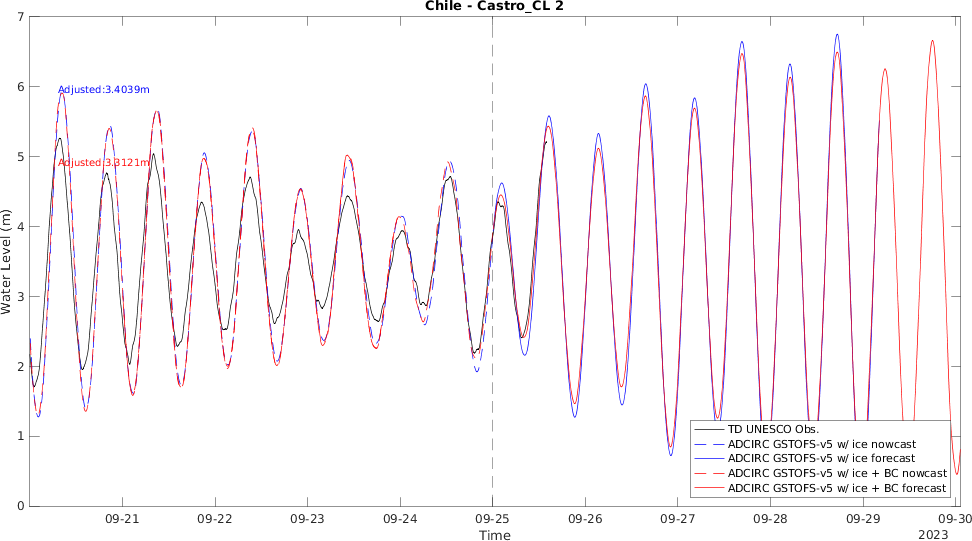 Chile - Castro_CL 2
7
6
5
4
3
2
1
0
Water Level (m)
Adjusted:3.4039m
Adjusted:3.3121m
TD UNESCO Obs.
ADCIRC GSTOFS-v5 w/ ice nowcast
ADCIRC GSTOFS-v5 w/ ice forecast
ADCIRC GSTOFS-v5 w/ ice + BC nowcast
ADCIRC GSTOFS-v5 w/ ice + BC forecast
09-21 09-22 09-23 09-24 09-25 09-26 09-27 09-28 09-29 09-30
Time
2023